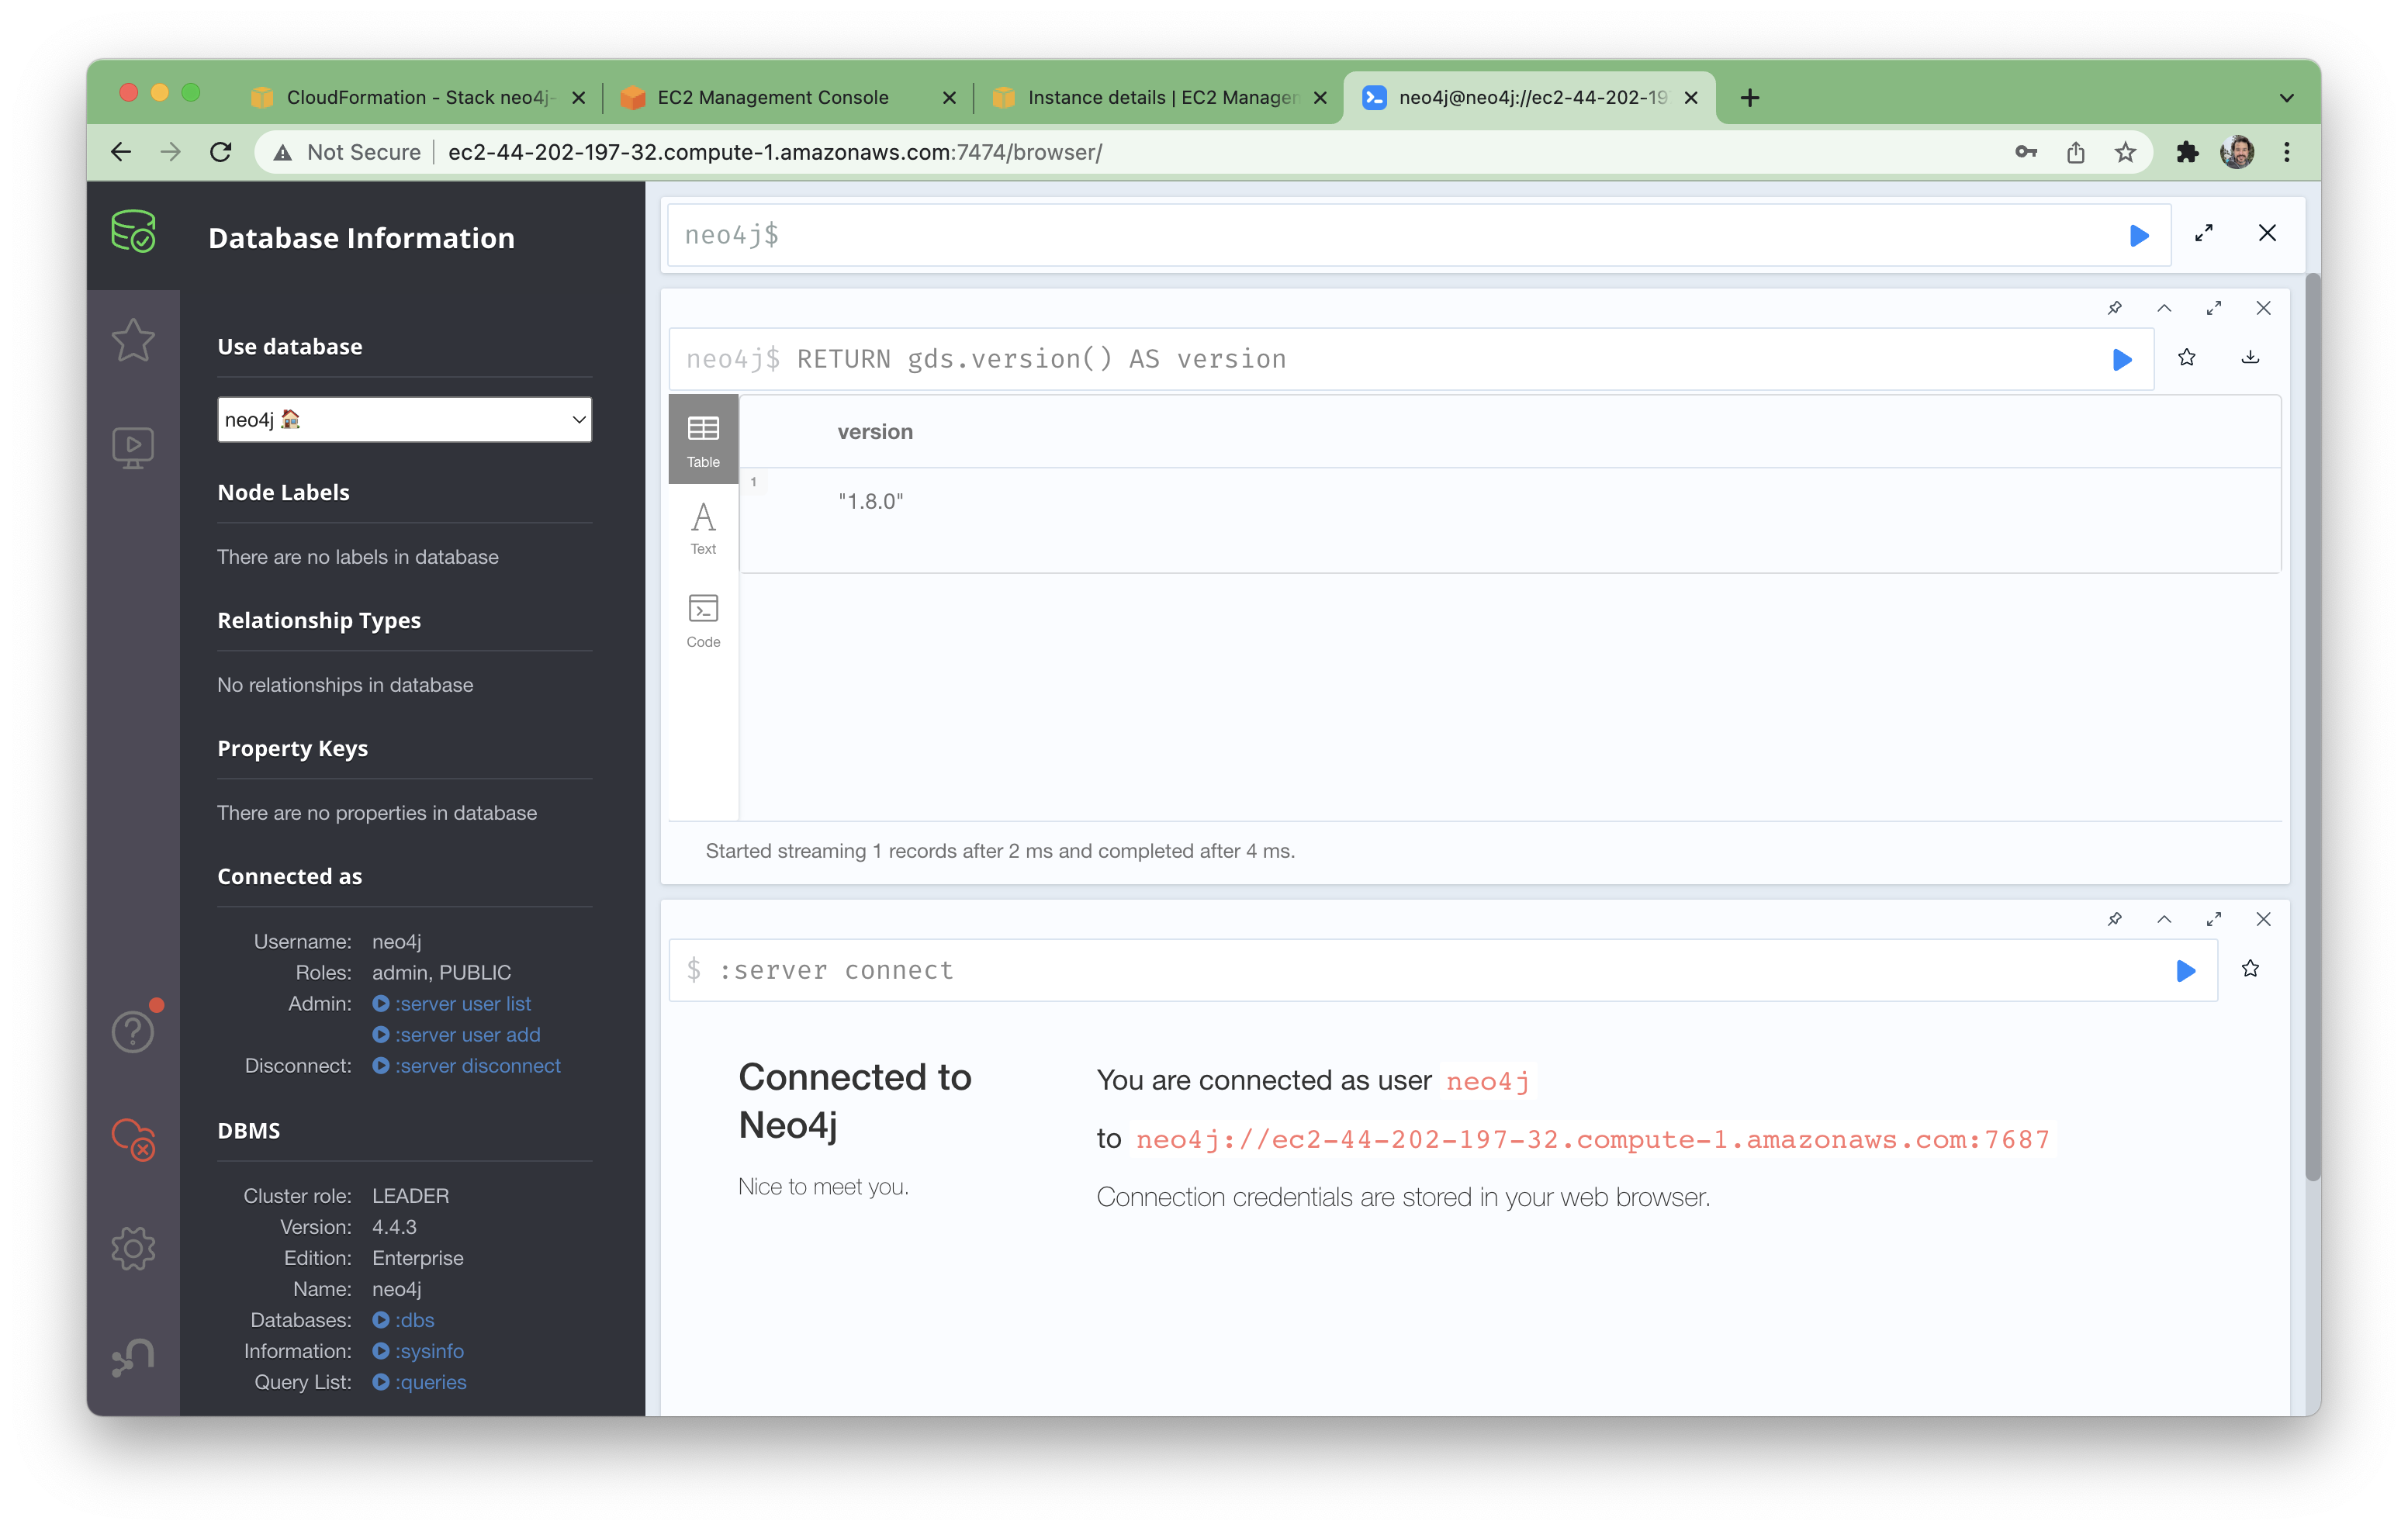 CloudFormation - Stack neo4j-
EC2 Management Console
Instance details | EC2 Manager
neo4j@neo4j://ec2-44-202-19
Not Secure
ec2-44-202-197-32.compute-1.amazonaws.com:7474/browser/
Database Information
Use database
neo4j
Node Labels
There are no labels in database
Relationship Types
No relationships in database
Property Keys
There are no properties in database
Connected as
Username: neo4j
Roles: admin, PUBLIC
Admin: :server user list
:server user add
Disconnect: :server disconnect
DBMS
Cluster role: LEADER
Version: 4.4.3
Edition: Enterprise
Name: neo4j
Databases: :dbs
Information: :sysinfo
Query List: :queries
neo4j$
neo4j$ RETURN gds.version() AS version
Table
Text
Code
version
1
"1.8.0"
Started streaming 1 records after 2 ms and completed after 4 ms.
$ :server connect
Connected to
Neo4j
Nice to meet you.
You are connected as user neo4j
to neo4j://ec2-44-202-197-32.compute-1.amazonaws.com:7687
Connection credentials are stored in your web browser.